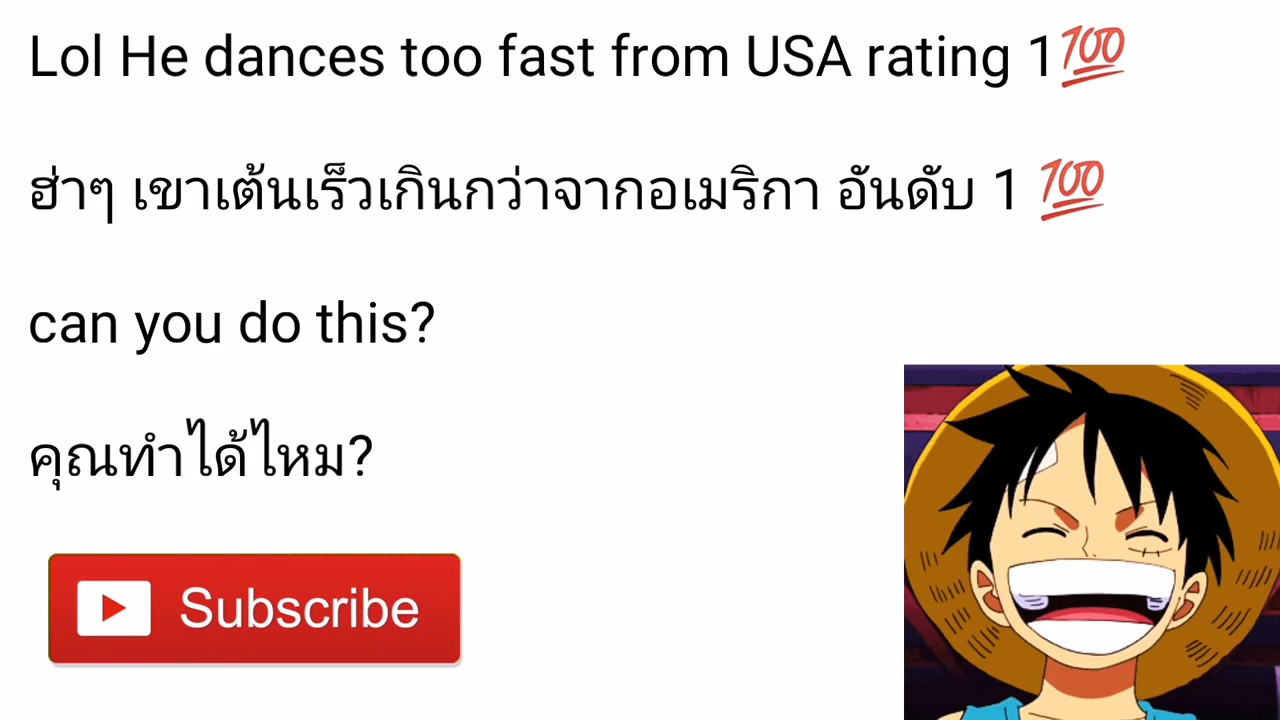 Lol He dances too fast from USA rating 1💯
ฮ่าๆ เขาเต้นเร็วเกินกว่าจากอเมริกา อันดับ 1 💯
can you do this?
คุณทำได้ไหม?
Subscribe